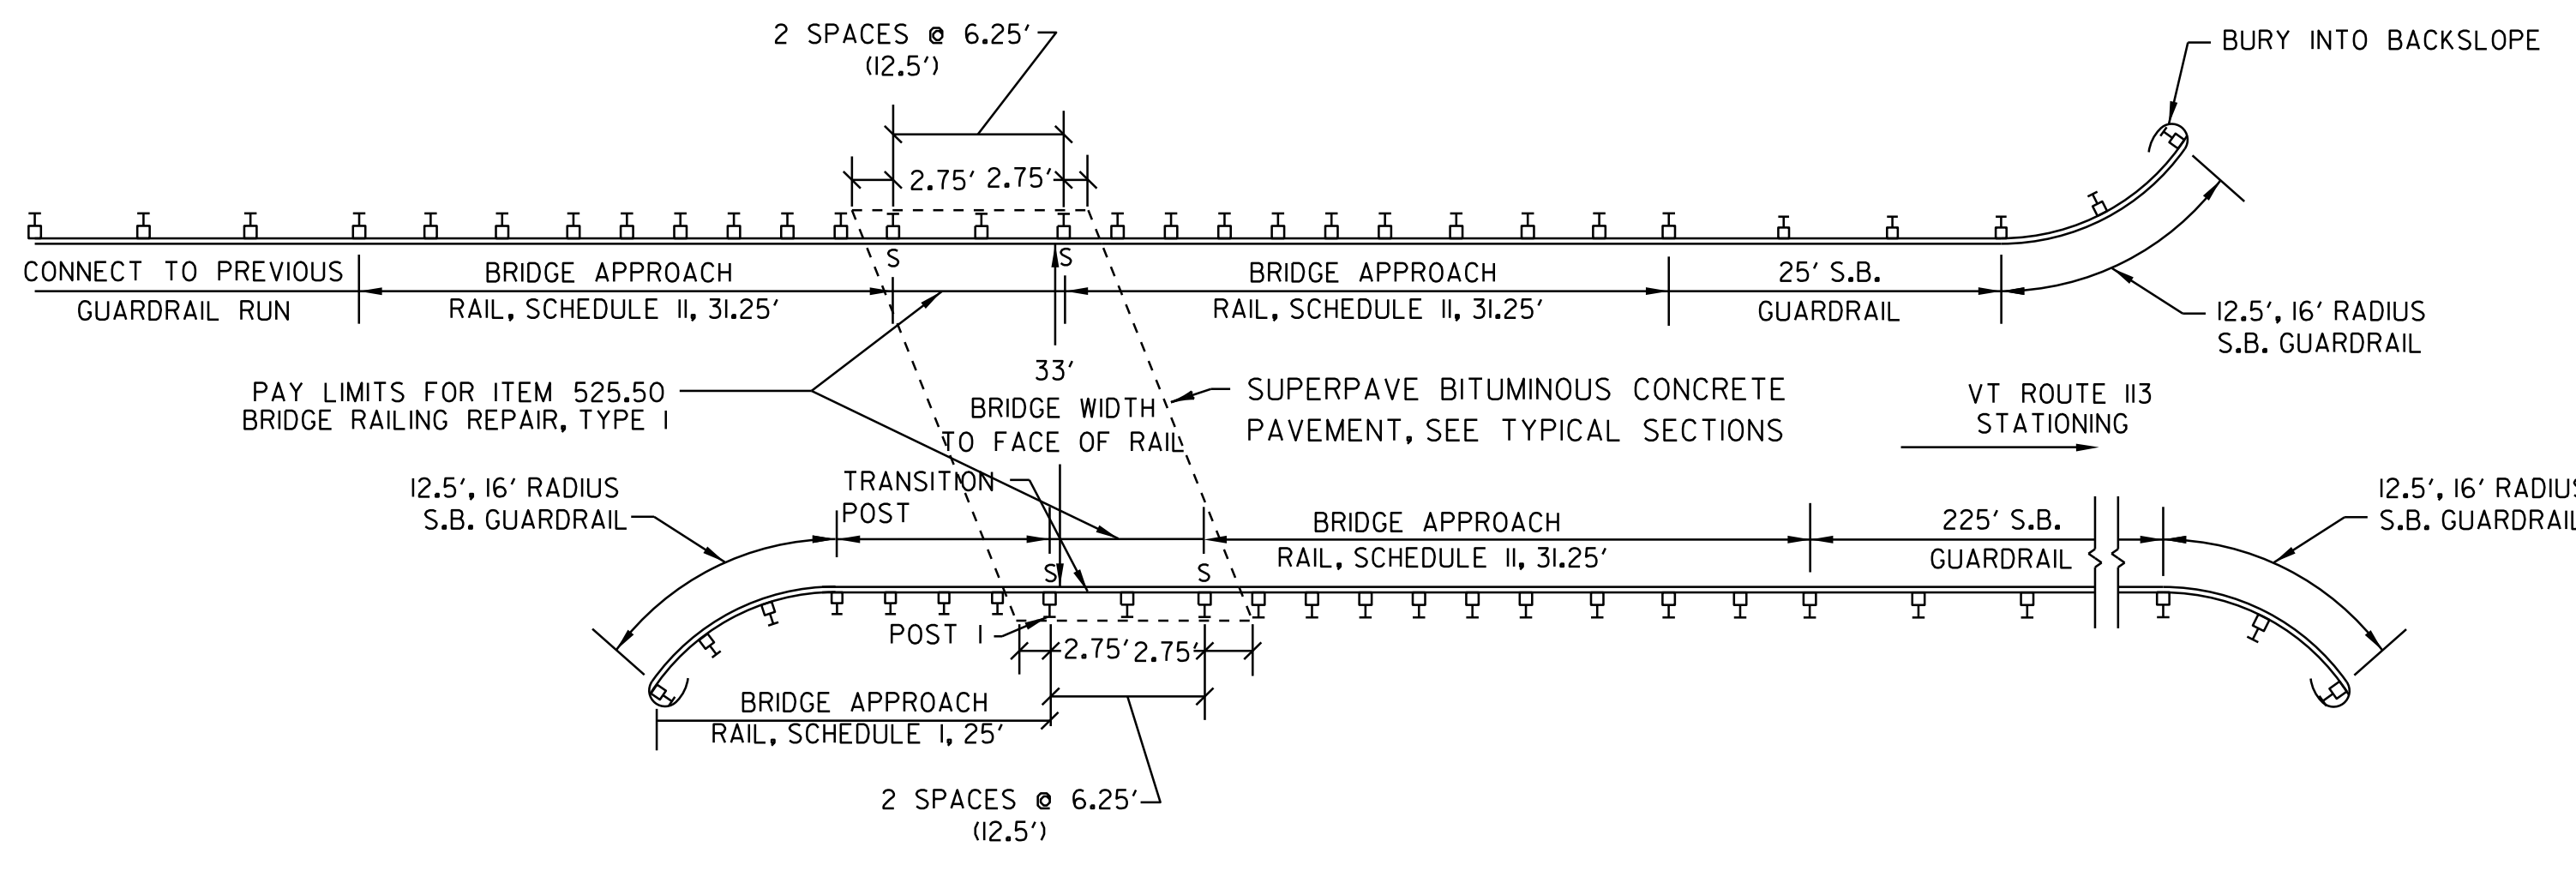 2 SPACES @ 6.25'
(12.5')
BURY INTO BACKSLOPE
2.75' 2.75'
S S
CONNECT TO PREVIOUS
GUARDRAIL RUN
BRIDGE APPROACH
RAIL, SCHEDULE II, 31.25'
BRIDGE APPROACH
RAIL, SCHEDULE II, 31.25'
25' S.B.
GUARDRAIL
12.5', 16' RADIUS
S.B. GUARDRAIL
33'
BRIDGE WIDTH
TO FACE OF RAIL
PAY LIMITS FOR ITEM 525.50
BRIDGE RAILING REPAIR, TYPE I
SUPERPAVE BITUMINOUS CONCRETE
PAVEMENT, SEE TYPICAL SECTIONS
VT ROUTE 113
STATIONING
TRANSITION
POST
12.5', 16' RADIUS
S.B. GUARDRAIL
BRIDGE APPROACH
RAIL, SCHEDULE II, 31.25'
225' S.B.
GUARDRAIL
12.5', 16' RADIUS
S.B. GUARDRAIL
S S
POST 1
2.75' 2.75'
BRIDGE APPROACH
RAIL, SCHEDULE I, 25'
2 SPACES @ 6.25'
(12.5')